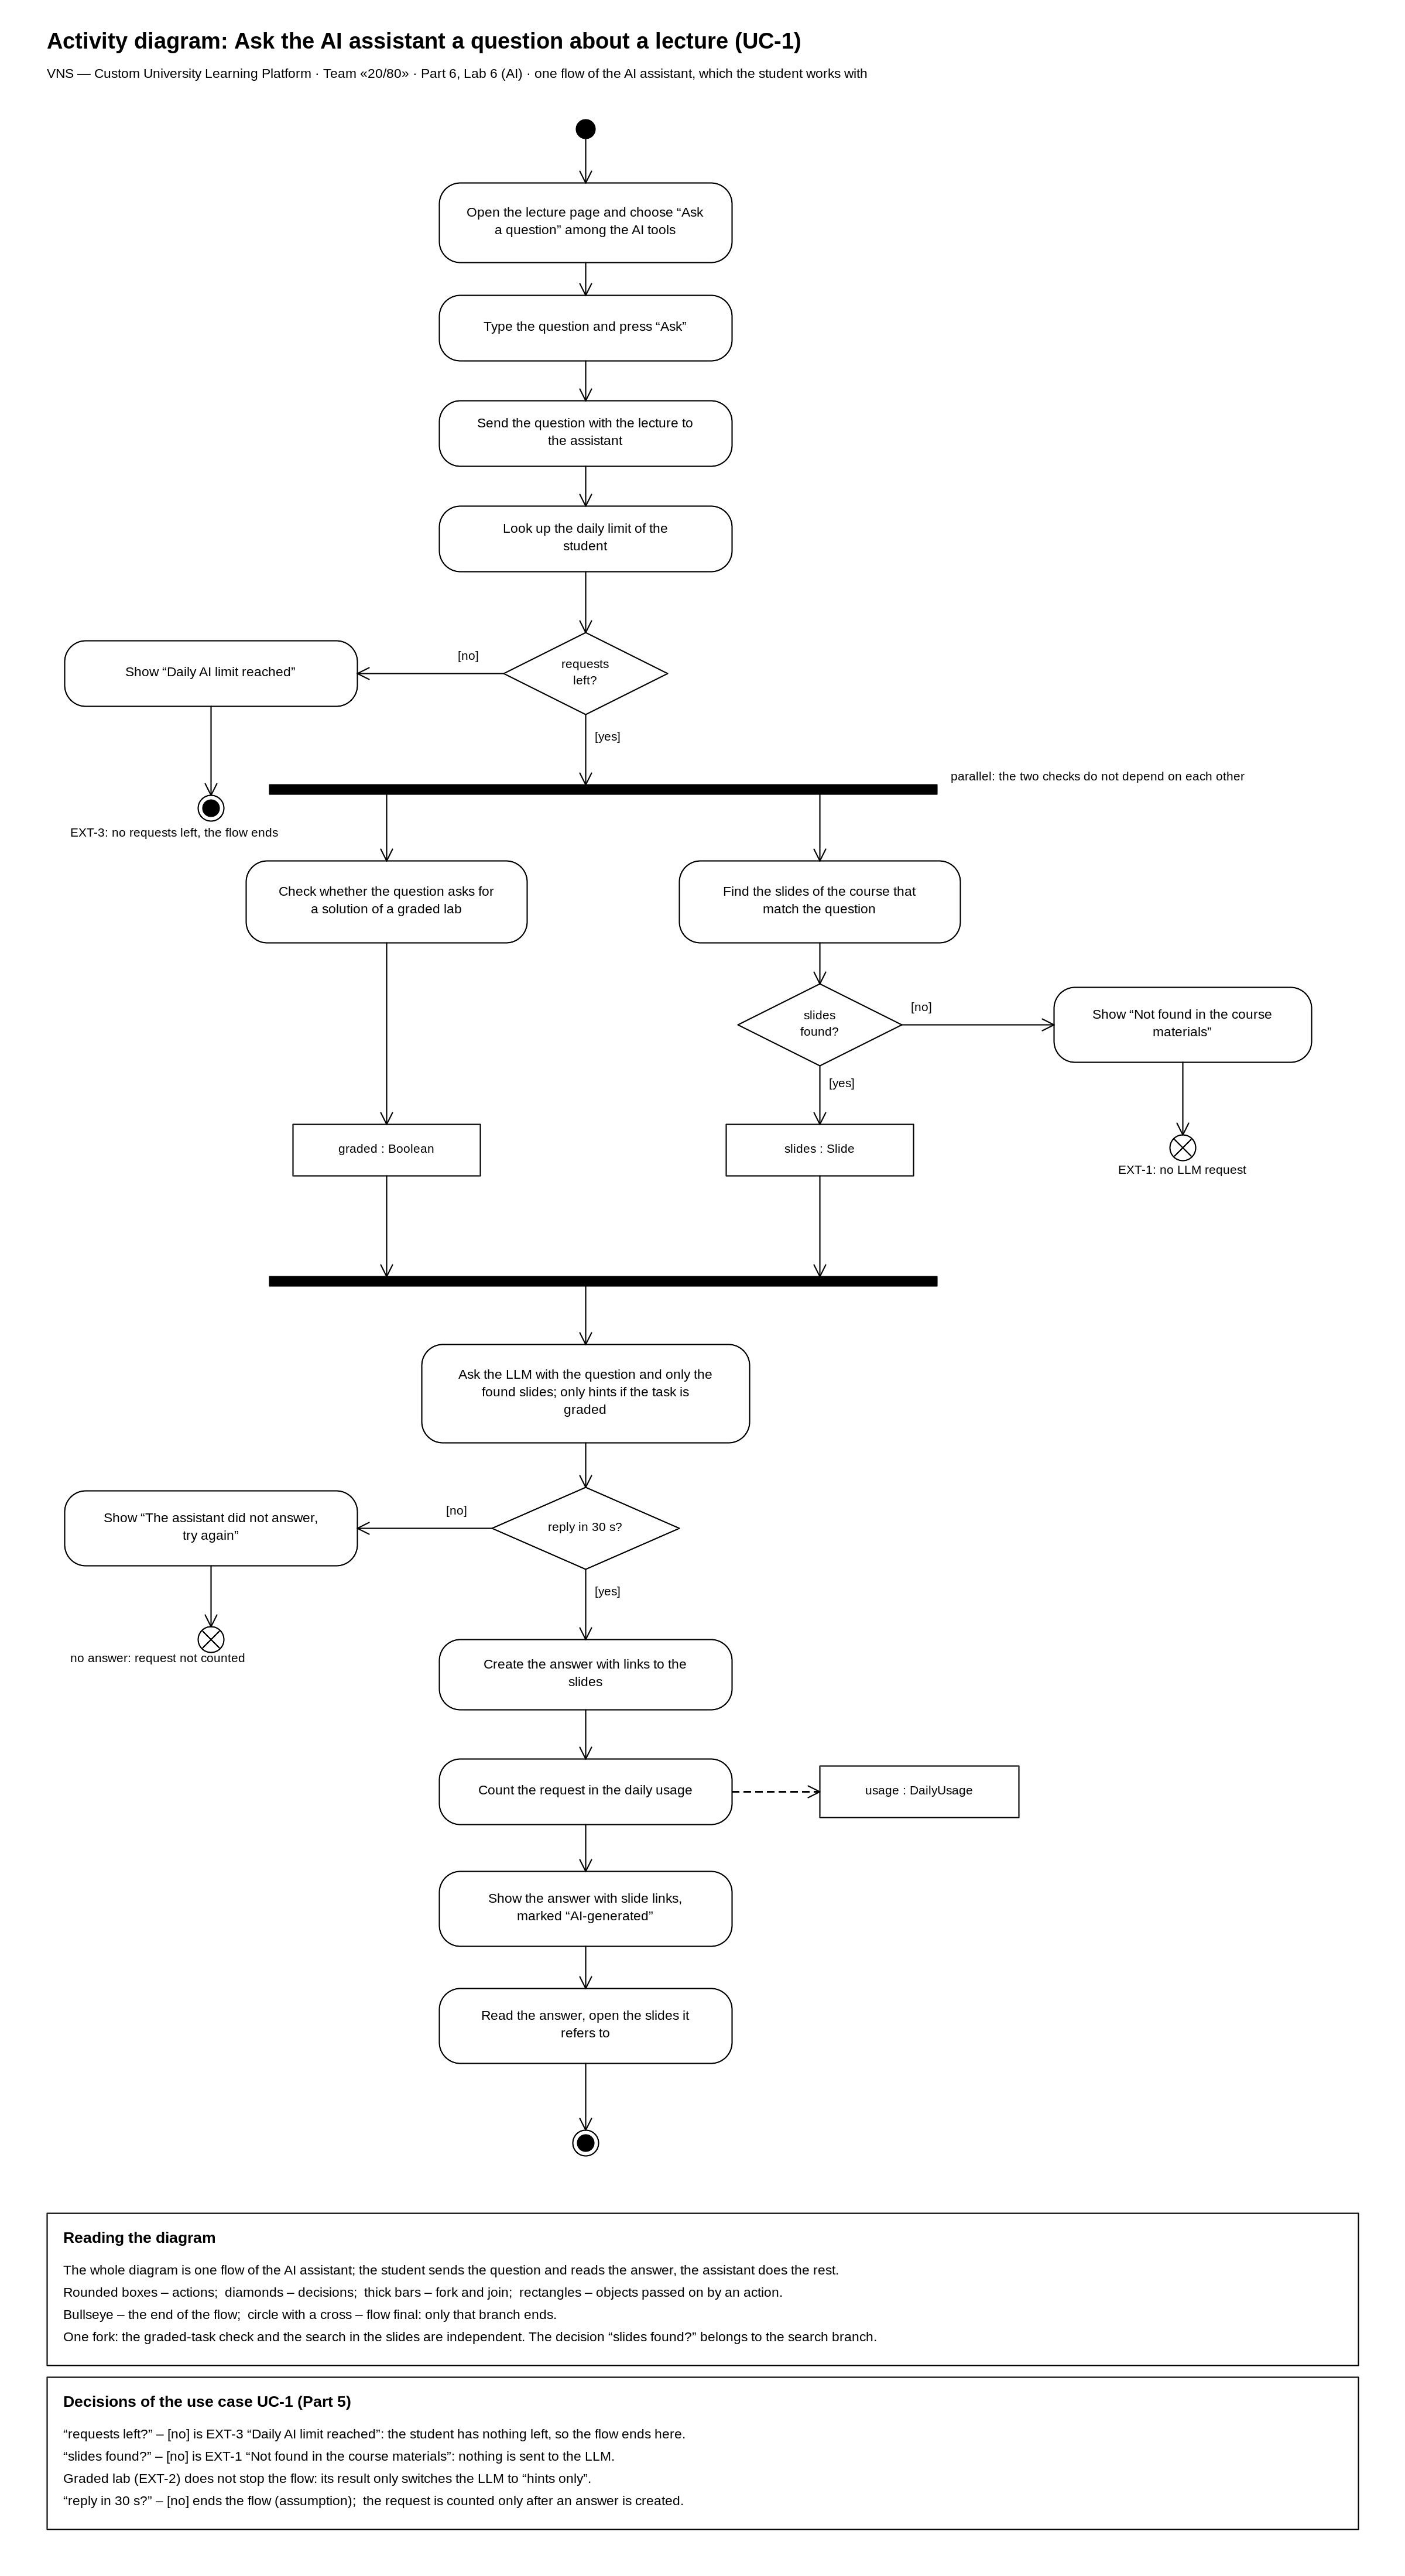 Activity diagram: Ask the AI assistant a question about a lecture (UC-1)
VNS — Custom University Learning Platform · Team «20/80» · Part 6, Lab 6 (AI) · one flow of the AI assistant, which the student works with
Open the lecture page and choose “Ask
a question” among the AI tools
Type the question and press “Ask”
Send the question with the lecture to
the assistant
Look up the daily limit of the
student
requests
left?
[no]
Show “Daily AI limit reached”
[yes]
parallel: the two checks do not depend on each other
EXT-3: no requests left, the flow ends
Check whether the question asks for
a solution of a graded lab
Find the slides of the course that
match the question
slides
found?
[no]
Show “Not found in the course
materials”
[yes]
graded : Boolean
slides : Slide
EXT-1: no LLM request
Ask the LLM with the question and only the
found slides; only hints if the task is
graded
reply in 30 s?
[no]
Show “The assistant did not answer,
try again”
[yes]
no answer: request not counted
Create the answer with links to the
slides
Count the request in the daily usage
usage : DailyUsage
Show the answer with slide links,
marked “AI-generated”
Read the answer, open the slides it
refers to
Reading the diagram
The whole diagram is one flow of the AI assistant; the student sends the question and reads the answer, the assistant does the rest.
Rounded boxes – actions; diamonds – decisions; thick bars – fork and join; rectangles – objects passed on by an action.
Bullseye – the end of the flow; circle with a cross – flow final: only that branch ends.
One fork: the graded-task check and the search in the slides are independent. The decision “slides found?” belongs to the search branch.
Decisions of the use case UC-1 (Part 5)
“requests left?” – [no] is EXT-3 “Daily AI limit reached”: the student has nothing left, so the flow ends here.
“slides found?” – [no] is EXT-1 “Not found in the course materials”: nothing is sent to the LLM.
Graded lab (EXT-2) does not stop the flow: its result only switches the LLM to “hints only”.
“reply in 30 s?” – [no] ends the flow (assumption); the request is counted only after an answer is created.